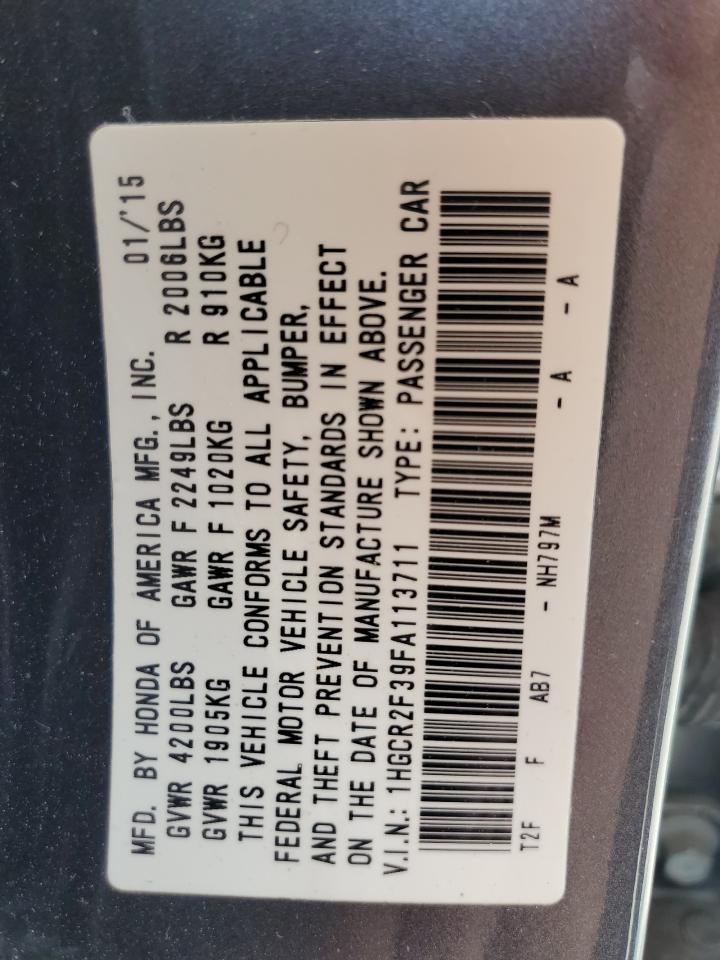 MFD. BY HONDA OF AMERICA MFG., INC. 01/'15
GVWR 4200LBS GAWR F 2249LBS R 2006LBS
GVWR 1905KG GAWR F 1020KG R 910KG
THIS VEHICLE CONFORMS TO ALL APPLICABLE
FEDERAL MOTOR VEHICLE SAFETY, BUMPER,
AND THEFT PREVENTION STANDARDS IN EFFECT
ON THE DATE OF MANUFACTURE SHOWN ABOVE.
V.I.N.: 1HGCR2F39FA113711 TYPE: PASSENGER CAR
T2F F AB7 - NH797M - A - A